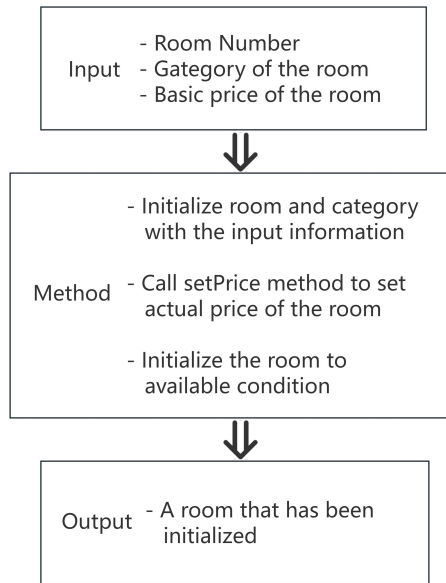 - Room Number
Input - Gategory of the room
- Basic price of the room
- Initialize room and category
with the input information
Method - Call setPrice method to set
actual price of the room
- Initialize the room to
available condition
Output - A room that has been
initialized